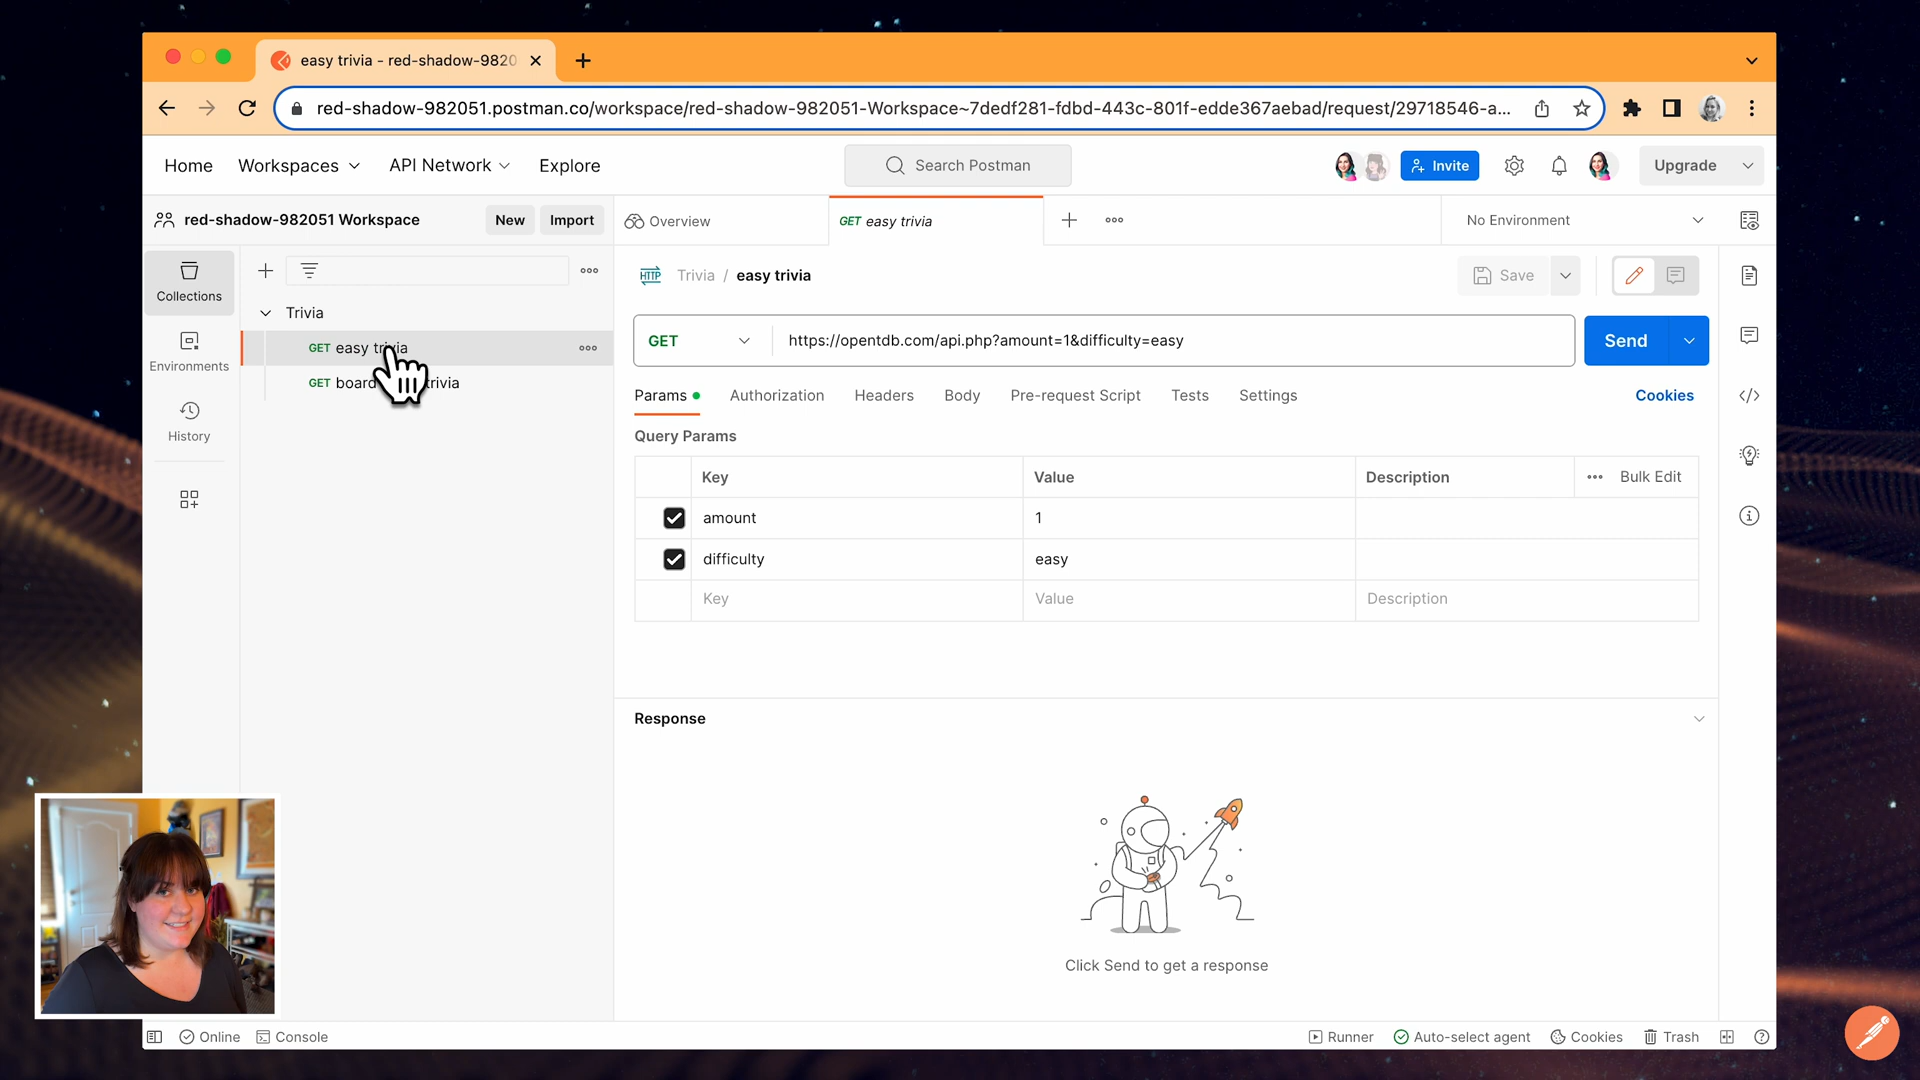 easy trivia - red-shadow-9820
red-shadow-982051.postman.co/workspace/red-shadow-982051-Workspace~7dedf281-fdbd-443c-801f-edde367aebad/request/29718546-a...
Home Workspaces API Network Explore Search Postman Invite Upgrade
red-shadow-982051 Workspace New Import Overview GET easy trivia No Environment
Collections
HTTP Trivia / easy trivia Save
Trivia
GET easy trivia
GET https://opentdb.com/api.php?amount=1&difficulty=easy Send
Environments
GET board trivia
Params Authorization Headers Body Pre-request Script Tests Settings Cookies
History
Query Params
Key Value Description Bulk Edit
amount 1
difficulty easy
Key Value Description
Response
Click Send to get a response
Online Console Runner Auto-select agent Cookies Trash